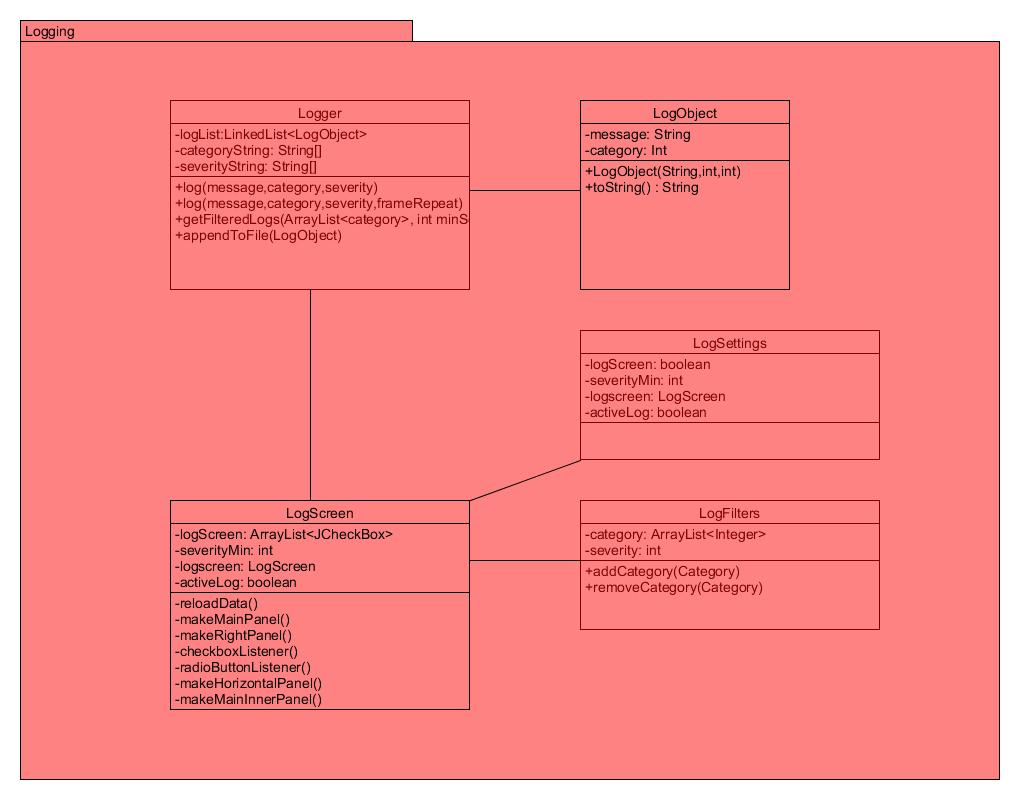 Logging
Logger
-logList:LinkedList<LogObject>
-categoryString: String[]
-severityString: String[]
+log(message,category,severity)
+log(message,category,severity,frameRepeat)
+getFilteredLogs(ArrayList<category>, int minS
+appendToFile(LogObject)
LogObject
-message: String
-category: Int
+LogObject(String,int,int)
+toString() : String
LogSettings
-logScreen: boolean
-severityMin: int
-logscreen: LogScreen
-activeLog: boolean
LogScreen
-logScreen: ArrayList<JCheckBox>
-severityMin: int
-logscreen: LogScreen
-activeLog: boolean
-reloadData()
-makeMainPanel()
-makeRightPanel()
-checkboxListener()
-radioButtonListener()
-makeHorizontalPanel()
-makeMainInnerPanel()
LogFilters
-category: ArrayList<Integer>
-severity: int
+addCategory(Category)
+removeCategory(Category)